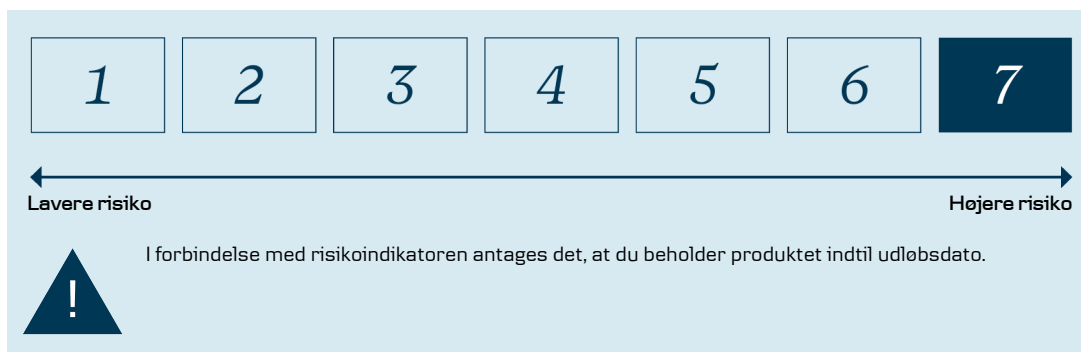 1 2 3 4 5 6 7
Lavere risiko Højere risiko
I forbindelse med risikoindikatoren antages det, at du beholder produktet indtil udløbsdato.
!